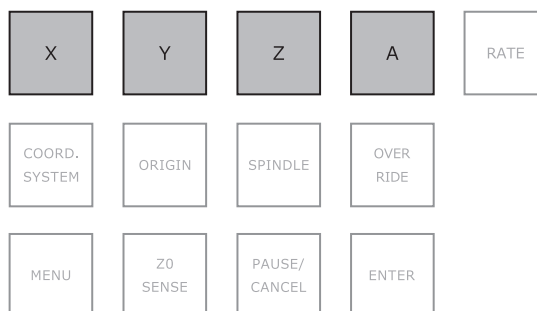 X Y Z A RATE
COORD. SYSTEM ORIGIN SPINDLE OVER RIDE
MENU Z0 SENSE PAUSE/ CANCEL ENTER